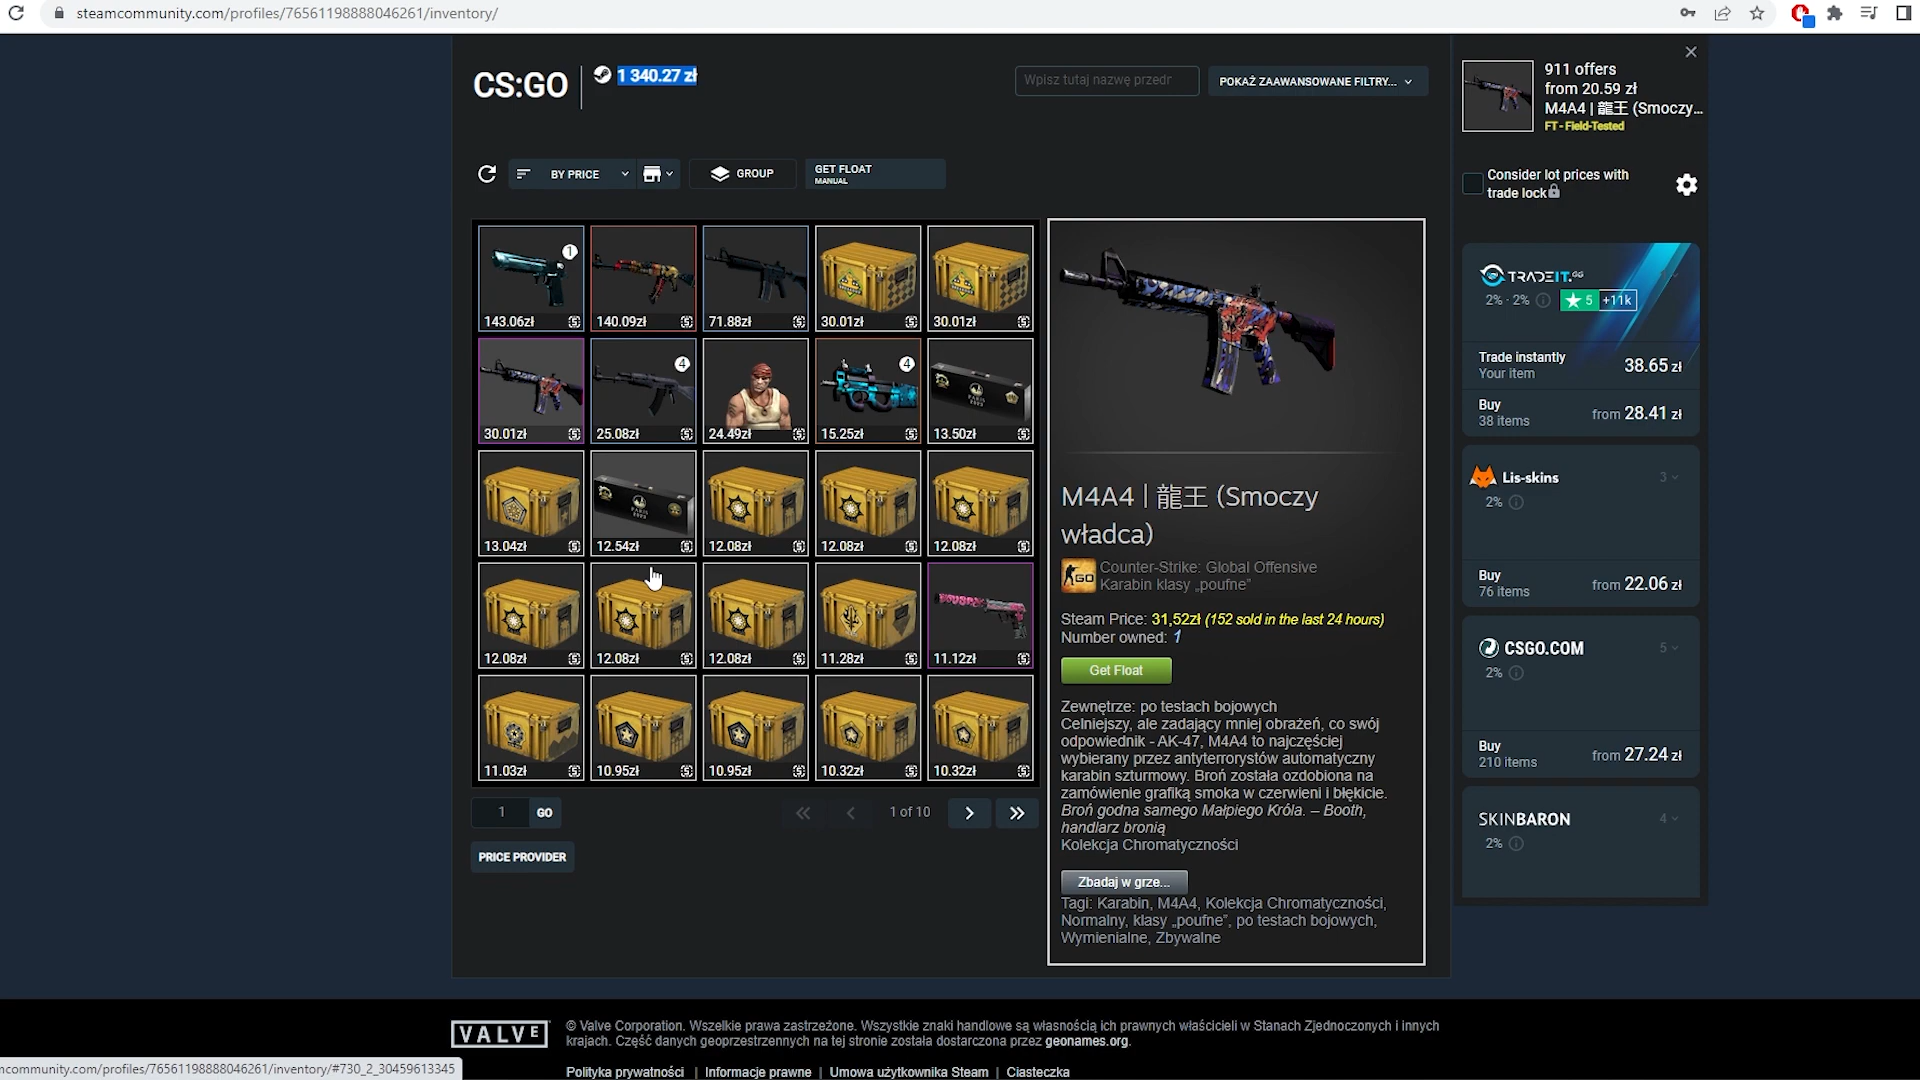 steamcommunity.com/profiles/76561198888046261/inventory/
CS:GO
1 340.27 zł
Wpisz tutaj nazwę przedr
POKAŻ ZAAWANSOWANE FILTRY...
BY PRICE
GROUP
GET FLOAT
MANUAL
1
143.06zł
140.09zł
71.88zł
30.01zł
30.01zł
30.01zł
4
25.08zł
24.49zł
4
15.25zł
13.50zł
13.04zł
12.54zł
12.08zł
12.08zł
12.08zł
12.08zł
12.08zł
12.08zł
11.28zł
11.12zł
11.03zł
10.95zł
10.95zł
10.32zł
10.32zł
1
GO
1 of 10
PRICE PROVIDER
M4A4 | 龍王 (Smoczy
władca)
Counter-Strike: Global Offensive
Karabin klasy „poufne”
Steam Price: 31,52zł (152 sold in the last 24 hours)
Number owned: 1
Get Float
Zewnętrze: po testach bojowych
Celniejszy, ale zadający mniej obrażeń, co swój
odpowiednik - AK-47, M4A4 to najczęściej
wybierany przez antyterrorystów automatyczny
karabin szturmowy. Broń została ozdobiona na
zamówienie grafiką smoka w czerwieni i błękicie.
Broń godna samego Małpiego Króla. – Booth,
handlarz bronią
Kolekcja Chromatyczności
Zbadaj w grze...
Tagi: Karabin, M4A4, Kolekcja Chromatyczności,
Normalny, klasy „poufne”, po testach bojowych,
Wymienialne, Zbywalne
911 offers
from 20.59 zł
M4A4 | 龍王 (Smoczy...
FT - Field-Tested
Consider lot prices with
trade lock
TRADEIT.GG
2% · 2%
5
+11k
Trade instantly
Your item
38.65 zł
Buy
38 items
from 28.41 zł
Lis-skins
3
2%
Buy
76 items
from 22.06 zł
CSGO.COM
5
2%
Buy
210 items
from 27.24 zł
SKINBARON
4
2%
VALVE
© Valve Corporation. Wszelkie prawa zastrzeżone. Wszystkie znaki handlowe są własnością ich prawnych właścicieli w Stanach Zjednoczonych i innych
krajach. Część danych geoprzestrzennych na tej stronie została dostarczona przez geonames.org.
Polityka prywatności | Informacje prawne | Umowa użytkownika Steam | Ciasteczka
mcommunity.com/profiles/76561198888046261/inventory/#730_2_30459613345